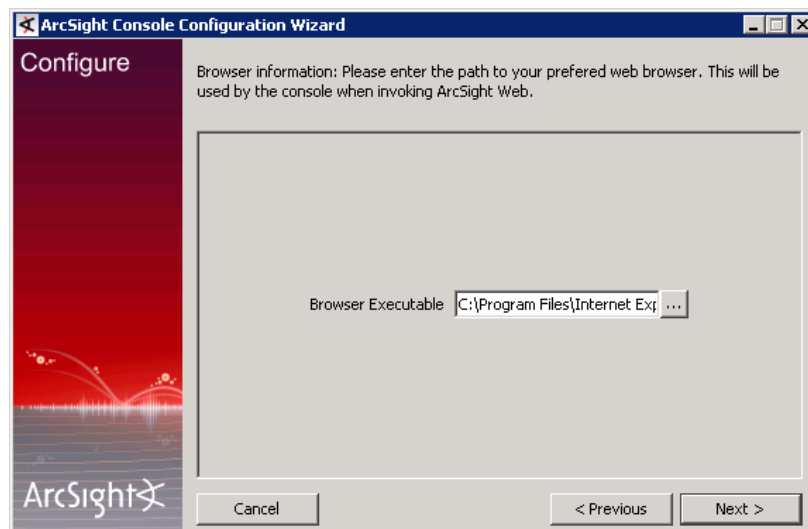 ArcSight Console Configuration Wizard
Configure
Browser information: Please enter the path to your prefered web browser. This will be
used by the console when invoking ArcSight Web.
Browser Executable C:\Program Files\Internet Exp ...
ArcSight
Cancel < Previous Next >